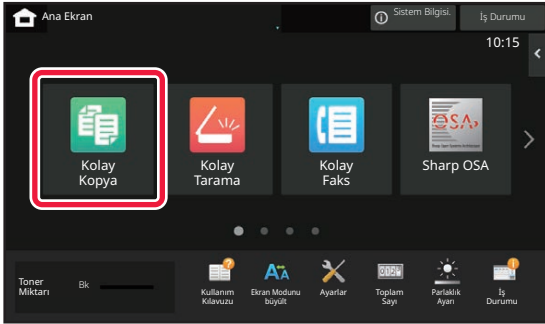 Ana Ekran
Sistem Bilgisi.
İş Durumu
10:15
Kolay
Kopya
Kolay
Tarama
Kolay
Faks
OSA
Sharp OSA
Toner
Miktarı
Bk
Kullanım
Kılavuzu
Ekran Modunu
büyült
Ayarlar
Toplam
Sayı
Parlaklık
Ayarı
İş
Durumu